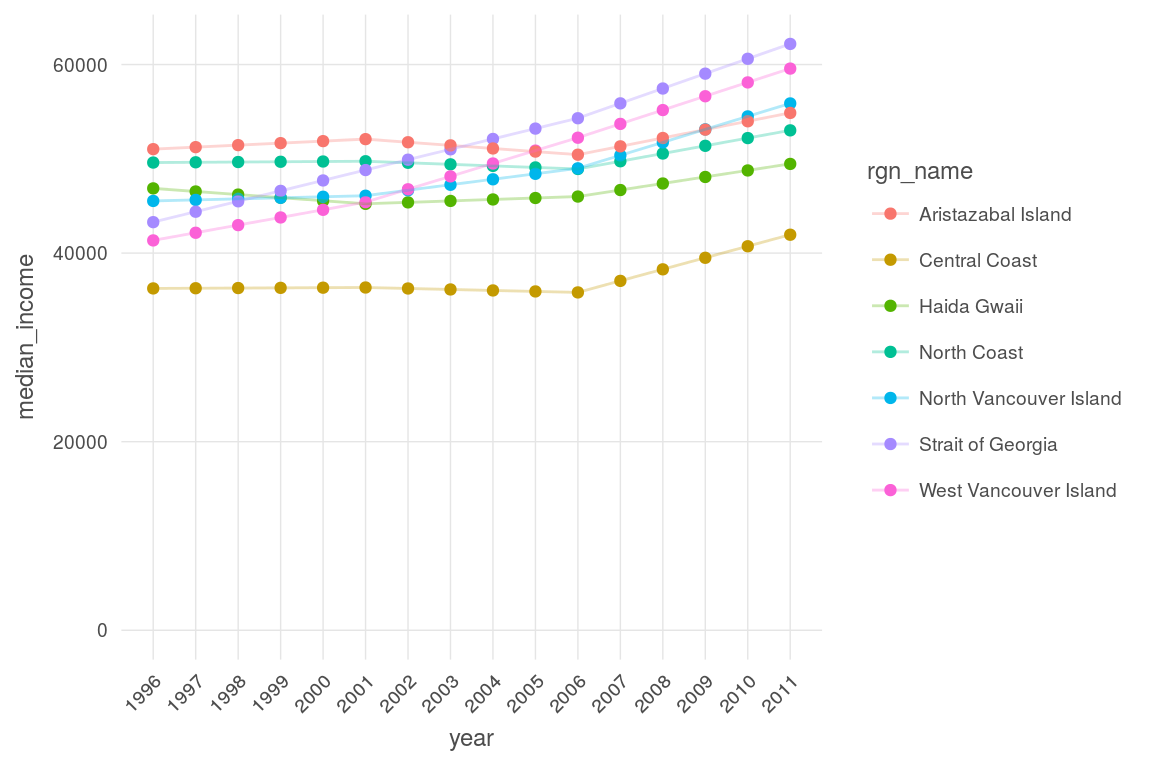 60000
40000
20000
0
median_income
1996
1997
1998
1999
2000
2001
2002
2003
2004
2005
2006
2007
2008
2009
2010
2011
year
rgn_name
Aristazabal Island
Central Coast
Haida Gwaii
North Coast
North Vancouver Island
Strait of Georgia
West Vancouver Island